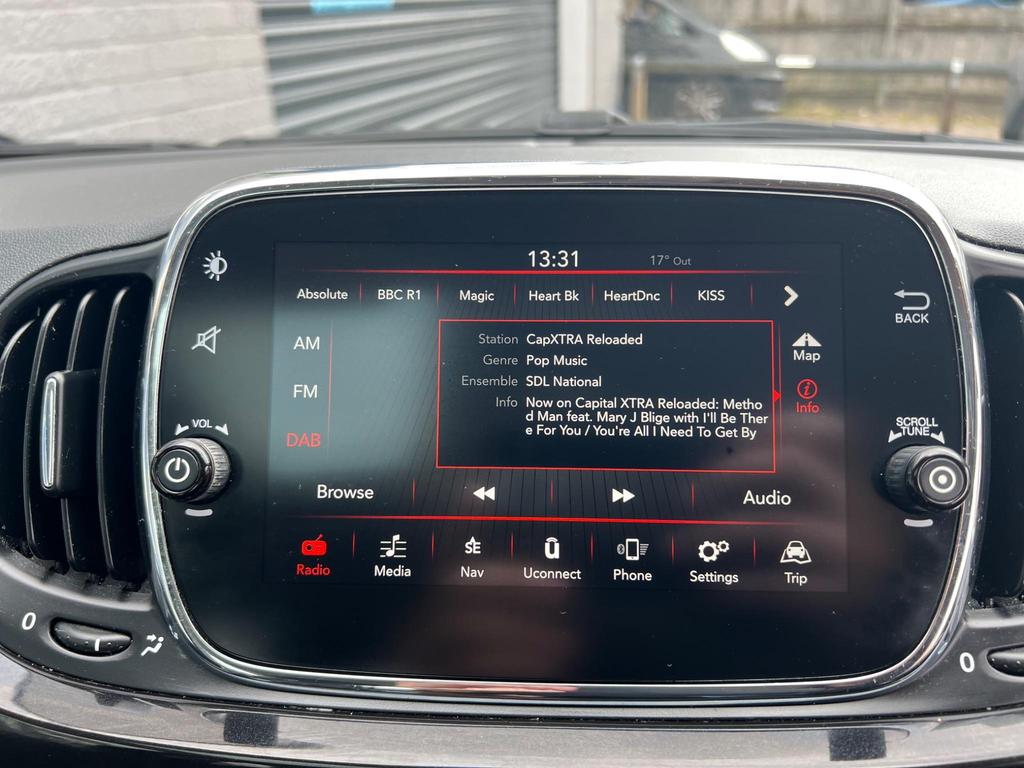 13:31 17° Out
Absolute BBC R1 Magic Heart Bk HeartDnc KISS
BACK
AM
FM
DAB
Station CapXTRA Reloaded
Genre Pop Music
Ensemble SDL National
Info Now on Capital XTRA Reloaded: Metho
d Man feat. Mary J Blige with I'll Be Ther
e For You / You're All I Need To Get By
Map
Info
VOL
SCROLL
TUNE
Browse Audio
Radio Media SE Nav Uconnect Phone Settings Trip
0 0